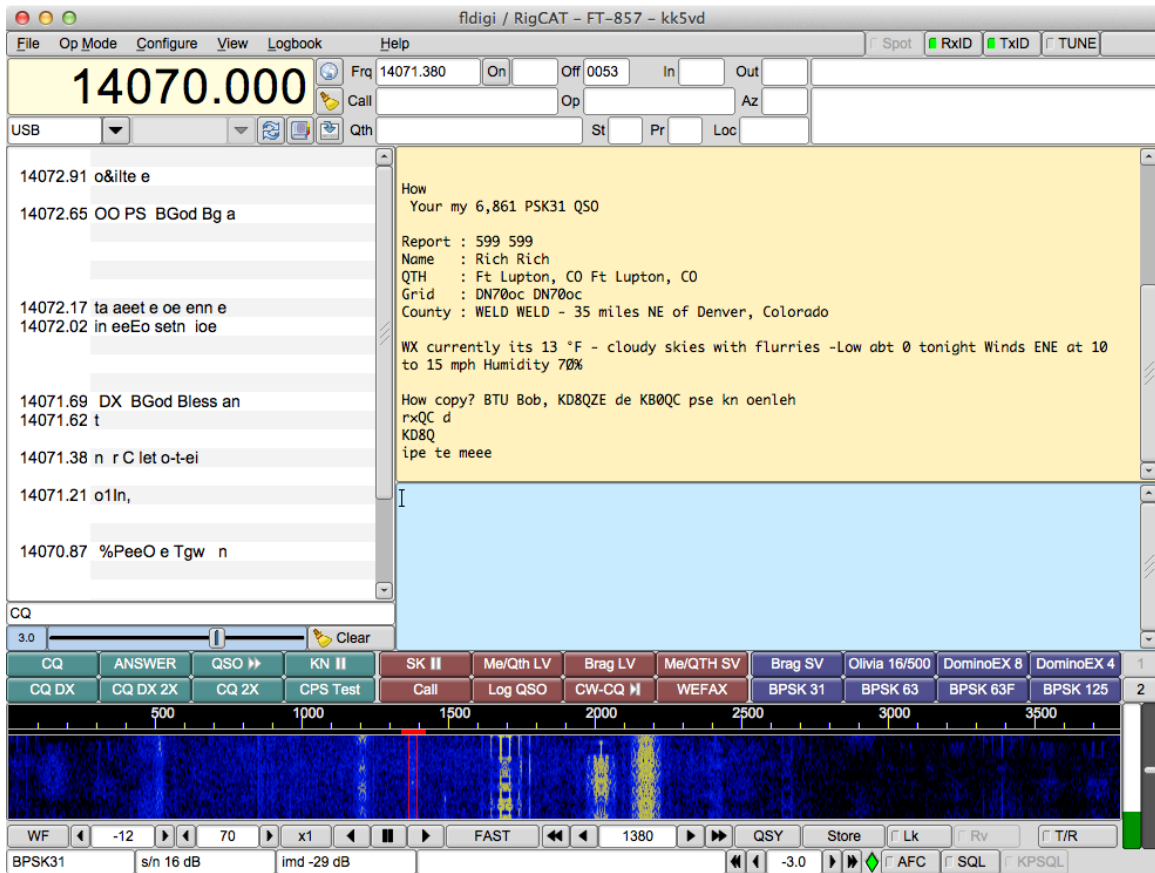 fldigi / RigCAT – FT-857 – kk5vd
File Op Mode Configure View Logbook Help Spot RxID TxID TUNE
14070.000 Frq 14071.380 On Off 0053 In Out
Call Op Az
USB Qth St Pr Loc
14072.91 o&ilte e
14072.65 OO PS BGod Bg a
14072.17 ta aeet e oe enn e
14072.02 in eeEo setn ioe
14071.69 DX BGod Bless an
14071.62 t
14071.38 n r C let o-t-ei
14071.21 o1In,
14070.87 %PeeO e Tgw n
CQ
3.0 Clear
How
Your my 6,861 PSK31 QSO
Report : 599 599
Name : Rich Rich
QTH : Ft Lupton, CO Ft Lupton, CO
Grid : DN70oc DN70oc
County : WELD WELD - 35 miles NE of Denver, Colorado
WX currently its 13 °F - cloudy skies with flurries -Low abt 0 tonight Winds ENE at 10
to 15 mph Humidity 70%
How copy? BTU Bob, KD8QZE de KB0QC pse kn oenleh
rxQC d
KD8Q
ipe te meee
CQ ANSWER QSO KN SK Me/Qth LV Brag LV Me/QTH SV Brag SV Olivia 16/500 DominoEX 8 DominoEX 4 1
CQ DX CQ DX 2X CQ 2X CPS Test Call Log QSO CW-CQ WEFAX BPSK 31 BPSK 63 BPSK 63F BPSK 125 2
500 1000 1500 2000 2500 3000 3500
WF -12 70 x1 FAST 1380 QSY Store Lk Rv T/R
BPSK31 s/n 16 dB imd -29 dB -3.0 AFC SQL KPSQL